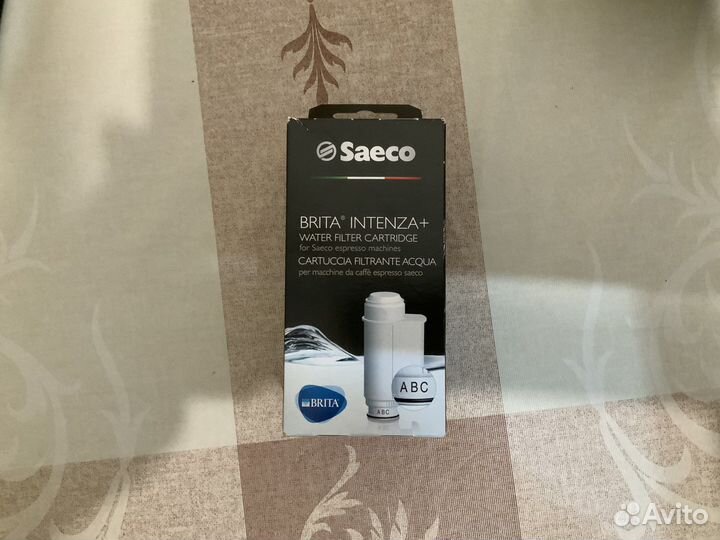 Saeco
BRITA® INTENZA+
WATER FILTER CARTRIDGE
for Saeco espresso machines
CARTUCCIA FILTRANTE ACQUA
per macchine da caffè espresso saeco
ABC
ABC
BRITA
Avito